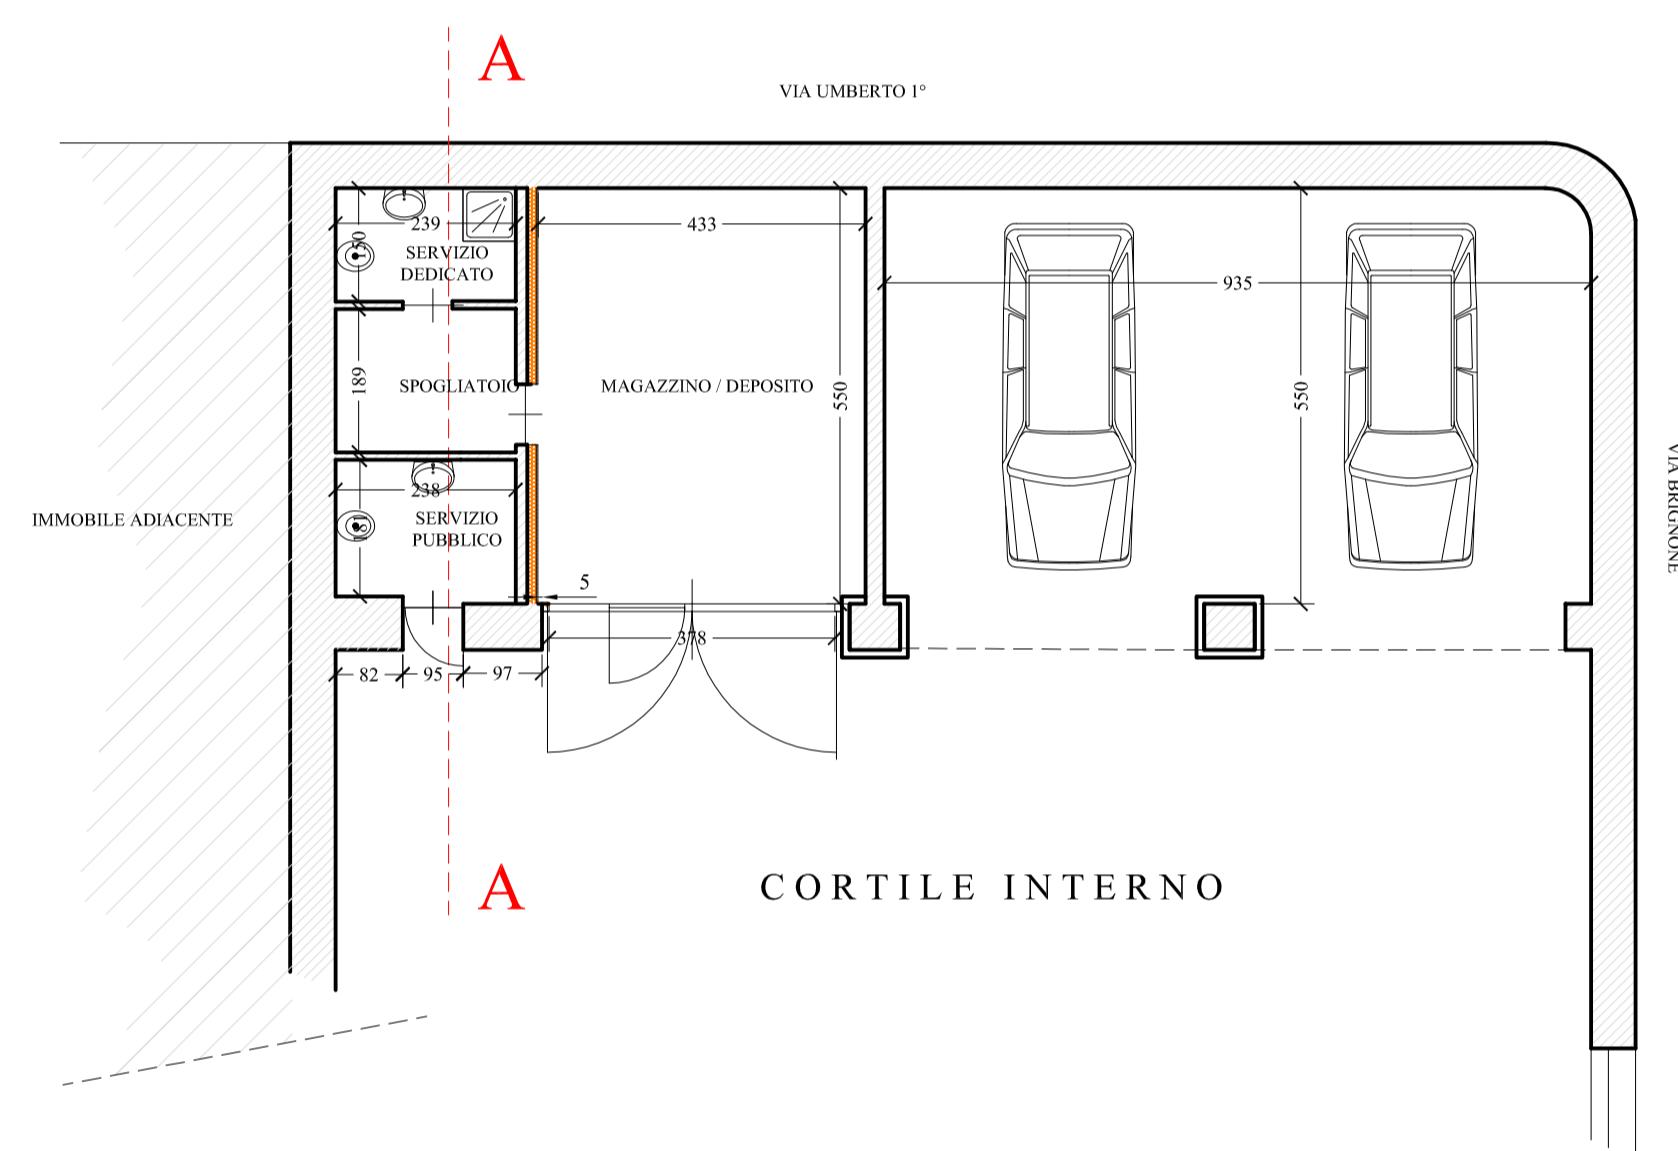 A
VIA UMBERTO 1°
239
433
150
SERVIZIO
DEDICATO
935
189
SPOGLIATOIO
MAGAZZINO / DEPOSITO
550
550
VIA BRIGNONE
238
181
SERVIZIO
PUBBLICO
IMMOBILE ADIACENTE
5
378
82
95
97
A
CORTILE INTERNO